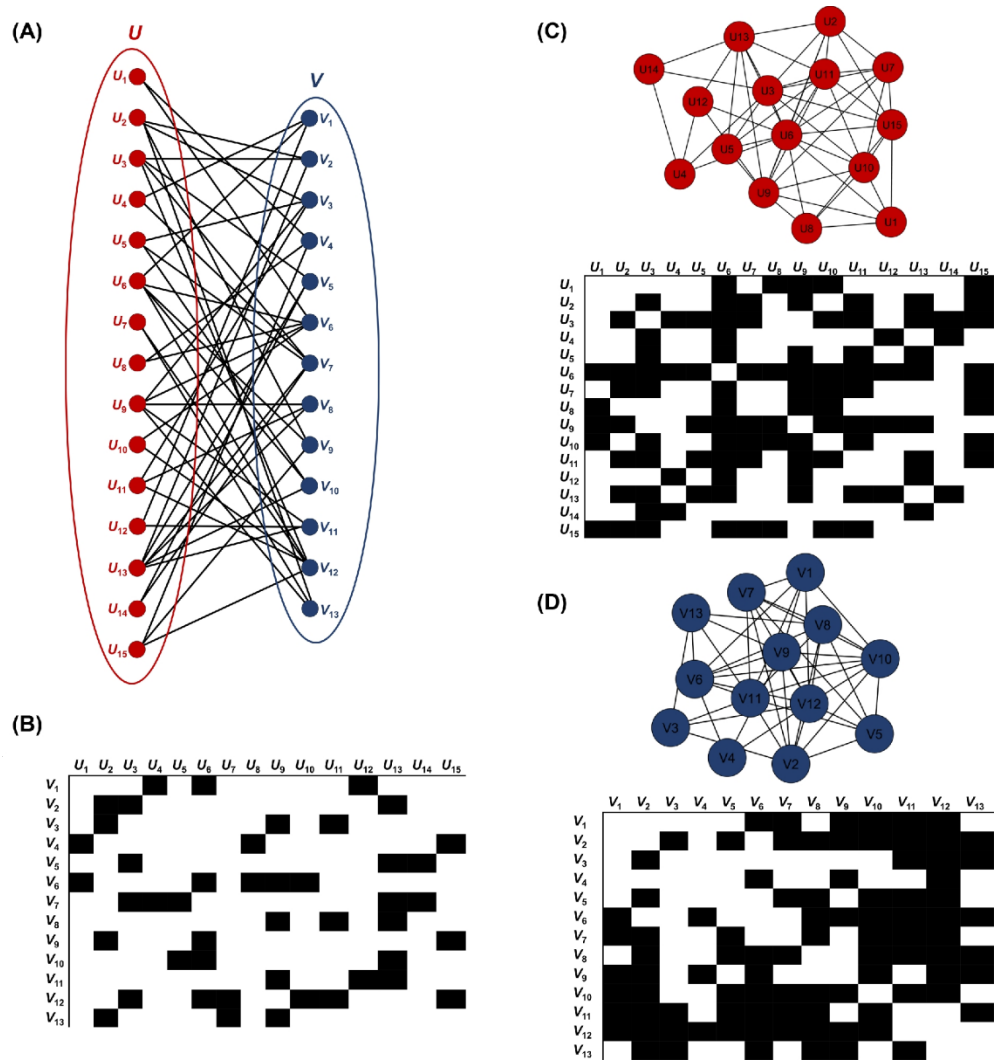 (A)
U
V
U1
U2
U3
U4
U5
U6
U7
U8
U9
U10
U11
U12
U13
U14
U15
V1
V2
V3
V4
V5
V6
V7
V8
V9
V10
V11
V12
V13
(B)
U1 U2 U3 U4 U5 U6 U7 U8 U9 U10 U11 U12 U13 U14 U15
V1
V2
V3
V4
V5
V6
V7
V8
V9
V10
V11
V12
V13
(C)
U2
U13
U14
U7
U11
U3
U12
U15
U6
U5
U10
U4
U9
U1
U8
U1 U2 U3 U4 U5 U6 U7 U8 U9 U10 U11 U12 U13 U14 U15
U1
U2
U3
U4
U5
U6
U7
U8
U9
U10
U11
U12
U13
U14
U15
(D)
V1
V7
V13
V8
V9
V10
V6
V11
V12
V3
V5
V4
V2
V1 V2 V3 V4 V5 V6 V7 V8 V9 V10 V11 V12 V13
V1
V2
V3
V4
V5
V6
V7
V8
V9
V10
V11
V12
V13